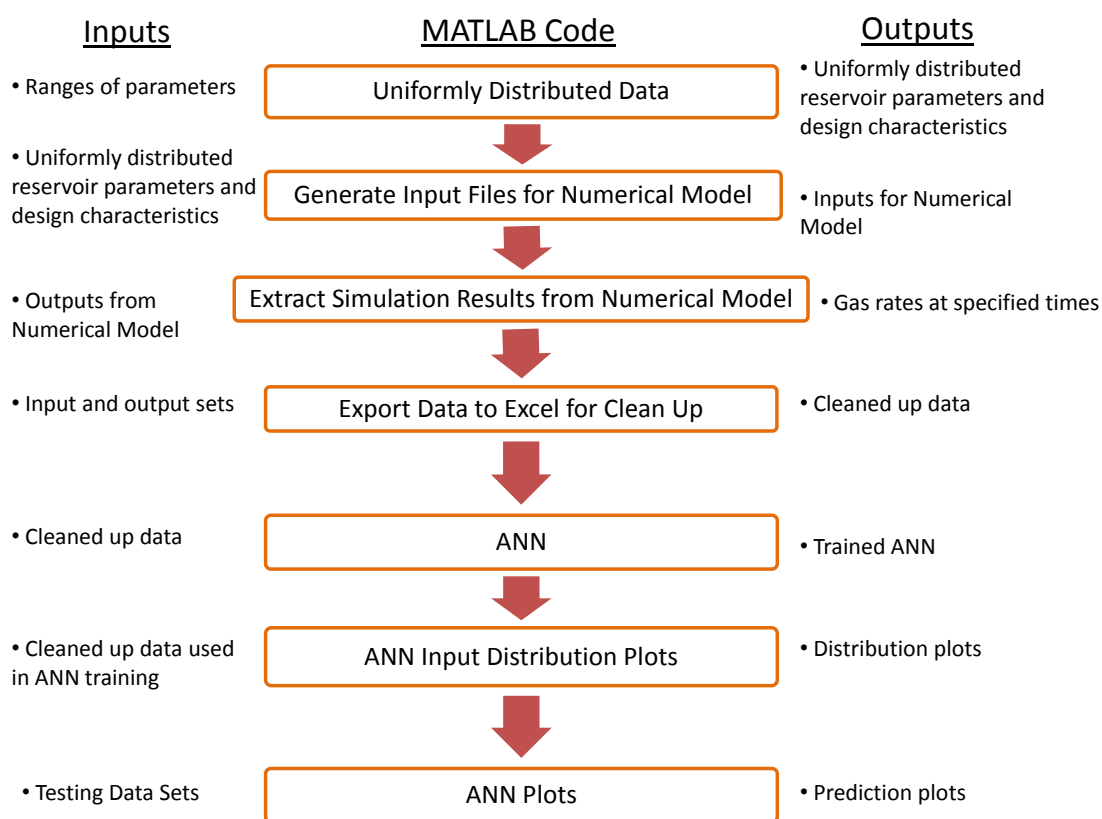 Inputs
MATLAB Code
Outputs
• Ranges of parameters
Uniformly Distributed Data
• Uniformly distributed
reservoir parameters and
design characteristics
• Uniformly distributed
reservoir parameters and
design characteristics
Generate Input Files for Numerical Model
• Inputs for Numerical
Model
• Outputs from
Numerical Model
Extract Simulation Results from Numerical Model
• Gas rates at specified times
• Input and output sets
Export Data to Excel for Clean Up
• Cleaned up data
• Cleaned up data
ANN
• Trained ANN
• Cleaned up data used
in ANN training
ANN Input Distribution Plots
• Distribution plots
• Testing Data Sets
ANN Plots
• Prediction plots